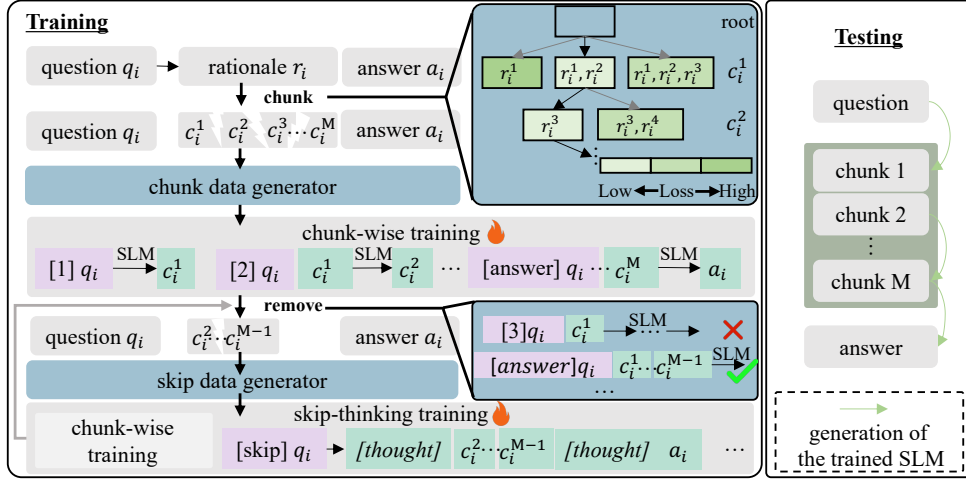 Training
question q_i
rationale r_i
answer a_i
chunk
question q_i
c_i^1 c_i^2 c_i^3 ⋯ c_i^M
answer a_i
chunk data generator
chunk-wise training
[1] q_i SLM c_i^1
[2] q_i c_i^1 SLM c_i^2 ⋯ [answer] q_i ⋯ c_i^M SLM a_i
remove
question q_i
c_i^2 ⋯ c_i^{M−1}
answer a_i
skip data generator
skip-thinking training
chunk-wise
training
[skip] q_i [thought] c_i^2 ⋯ c_i^{M−1} [thought] a_i ⋯
root
r_i^1
r_i^1, r_i^2
r_i^1, r_i^2, r_i^3
c_i^1
r_i^3
r_i^3, r_i^4
c_i^2
⋮
Low Loss High
[3]q_i c_i^1 SLM ⋯
[answer]q_i c_i^1 ⋯ c_i^{M−1} SLM
⋯
Testing
question
chunk 1
chunk 2
⋮
chunk M
answer
generation of
the trained SLM